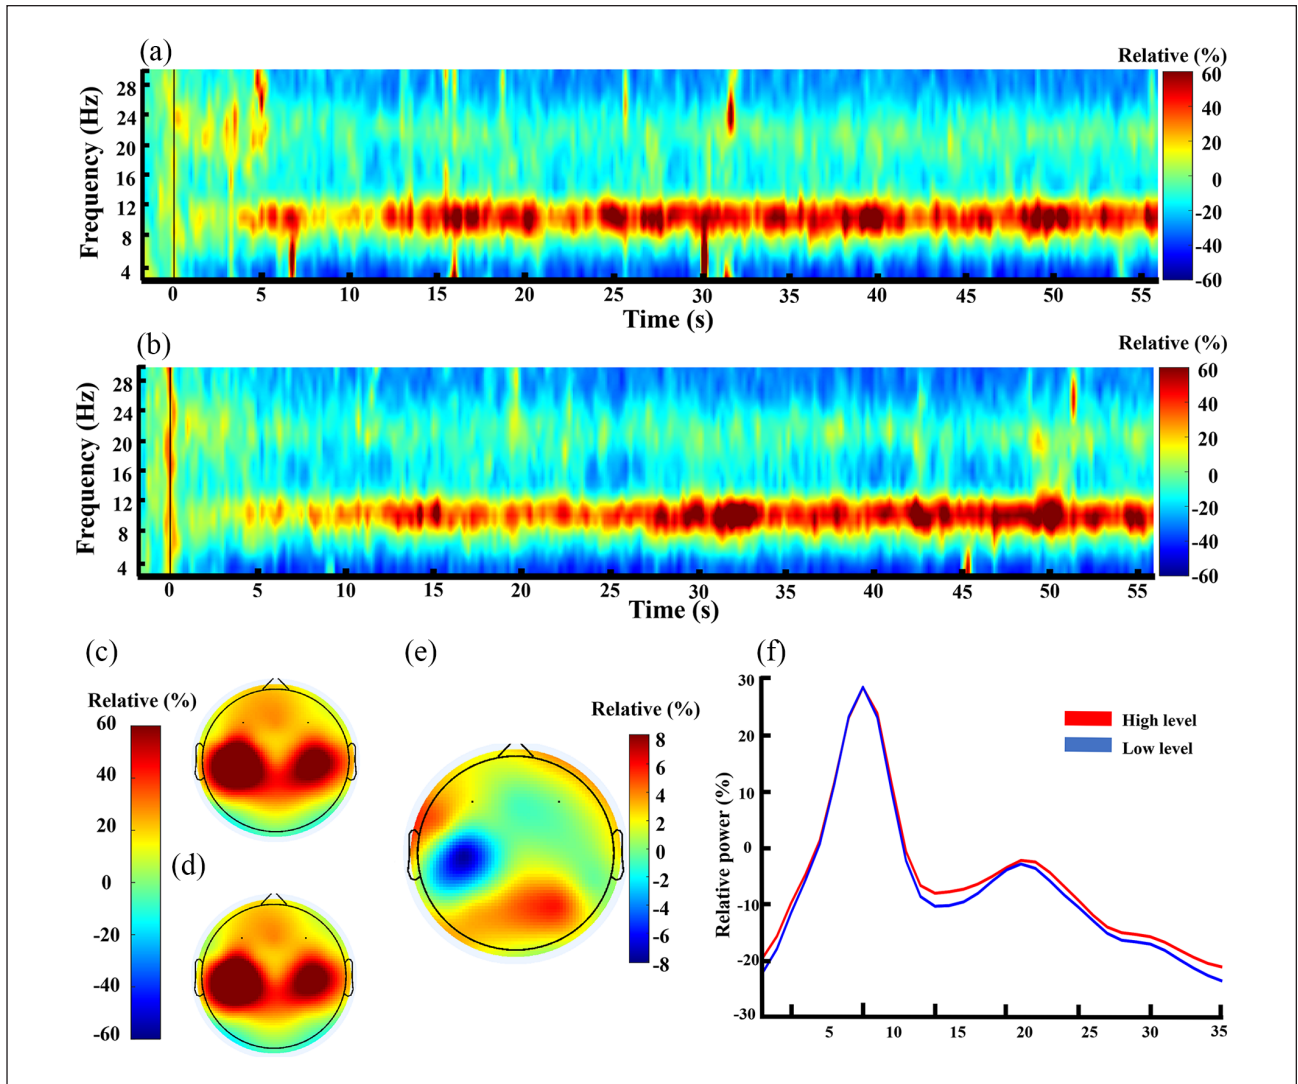 (a)
Relative (%)
Frequency (Hz)
28
24
20
16
12
8
4
60
40
20
0
-20
-40
-60
0 5 10 15 20 25 30 35 40 45 50 55
Time (s)
(b)
Relative (%)
Frequency (Hz)
28
24
20
16
12
8
4
60
40
20
0
-20
-40
-60
0 5 10 15 20 25 30 35 40 45 50 55
Time (s)
(c)
Relative (%)
60
40
20
0
-20
-40
-60
(d)
(e)
Relative (%)
8
6
4
2
0
-2
-4
-6
-8
(f)
Relative power (%)
30
20
10
0
-10
-20
-30
High level
Low level
5 10 15 20 25 30 35